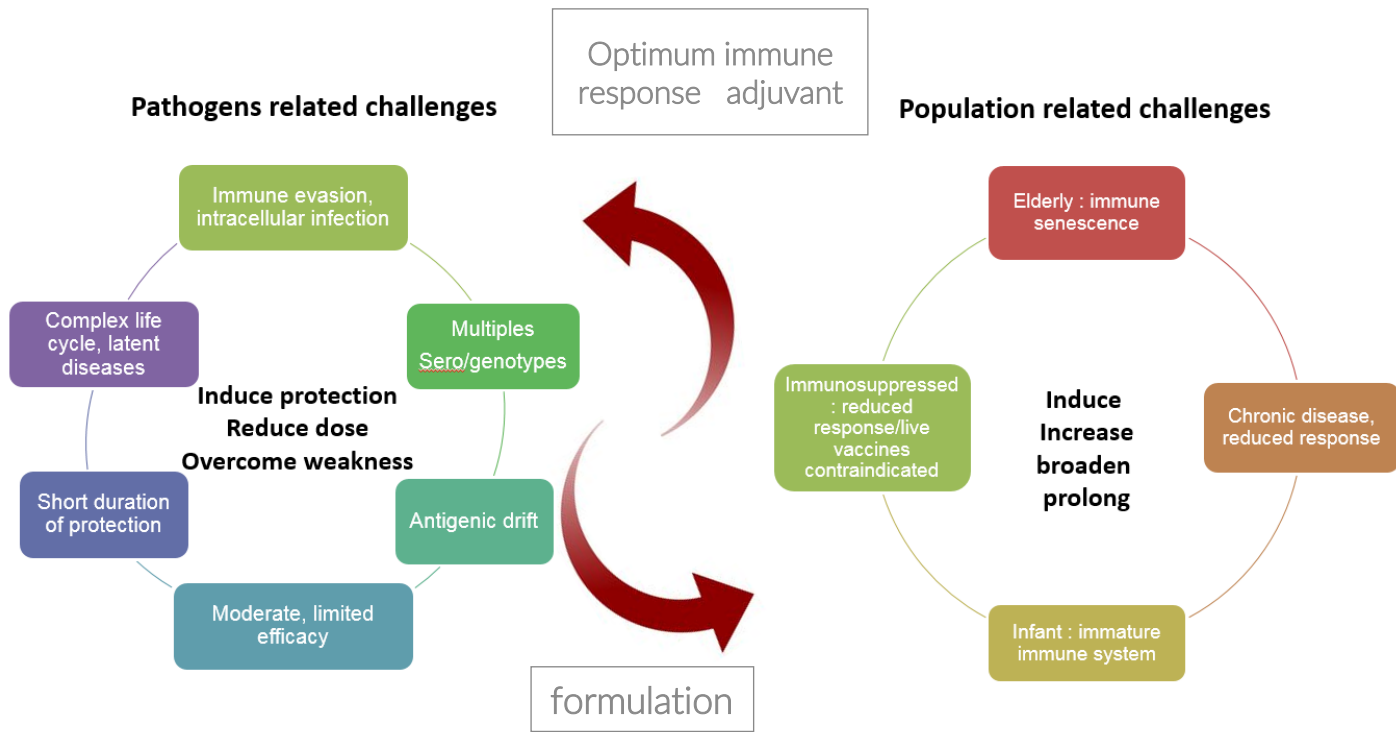 Optimum immune
response adjuvant
Pathogens related challenges
Immune evasion,
intracellular infection
Multiples
Sero/genotypes
Antigenic drift
Moderate, limited
efficacy
Short duration
of protection
Complex life
cycle, latent
diseases
Induce protection
Reduce dose
Overcome weakness
formulation
Population related challenges
Elderly : immune
senescence
Chronic disease,
reduced response
Infant : immature
immune system
Immunosuppressed
: reduced
response/live
vaccines
contraindicated
Induce
Increase
broaden
prolong